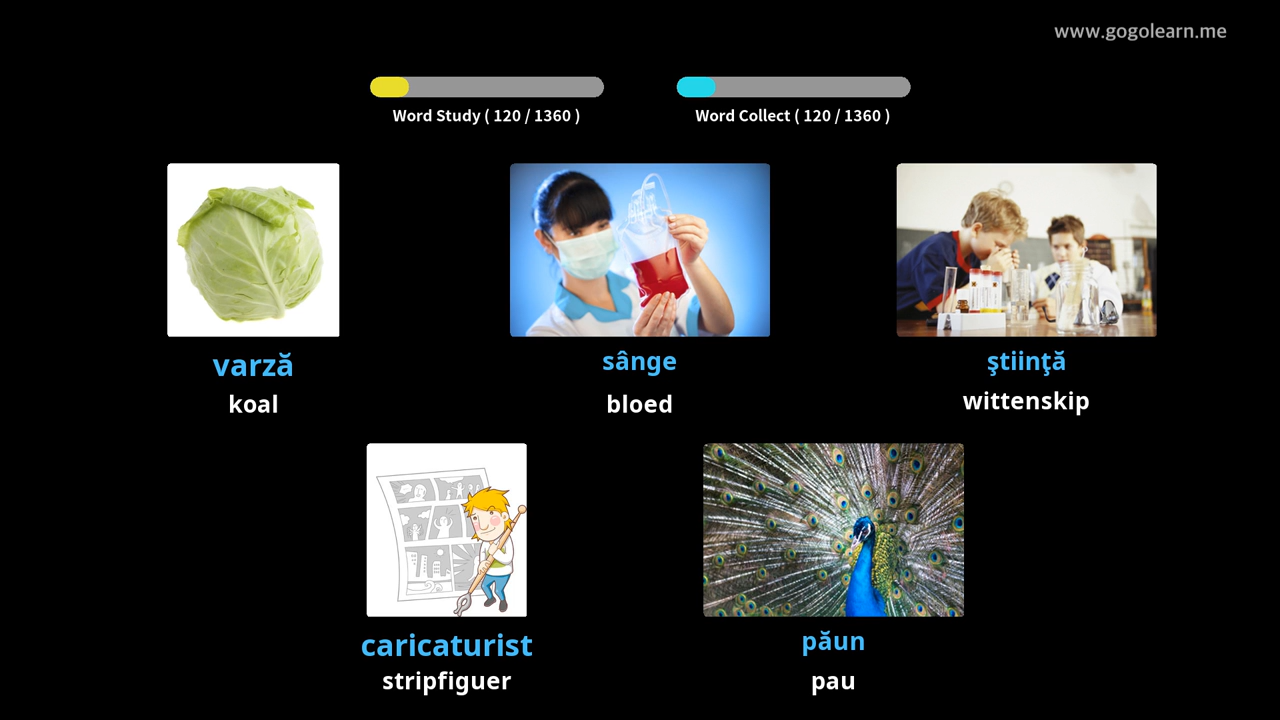 www.gogolearn.me
Word Study ( 120 / 1360 )
Word Collect ( 120 / 1360 )
varză
koal
sânge
bloed
ştiinţă
wittenskip
caricaturist
stripfiguer
păun
pau